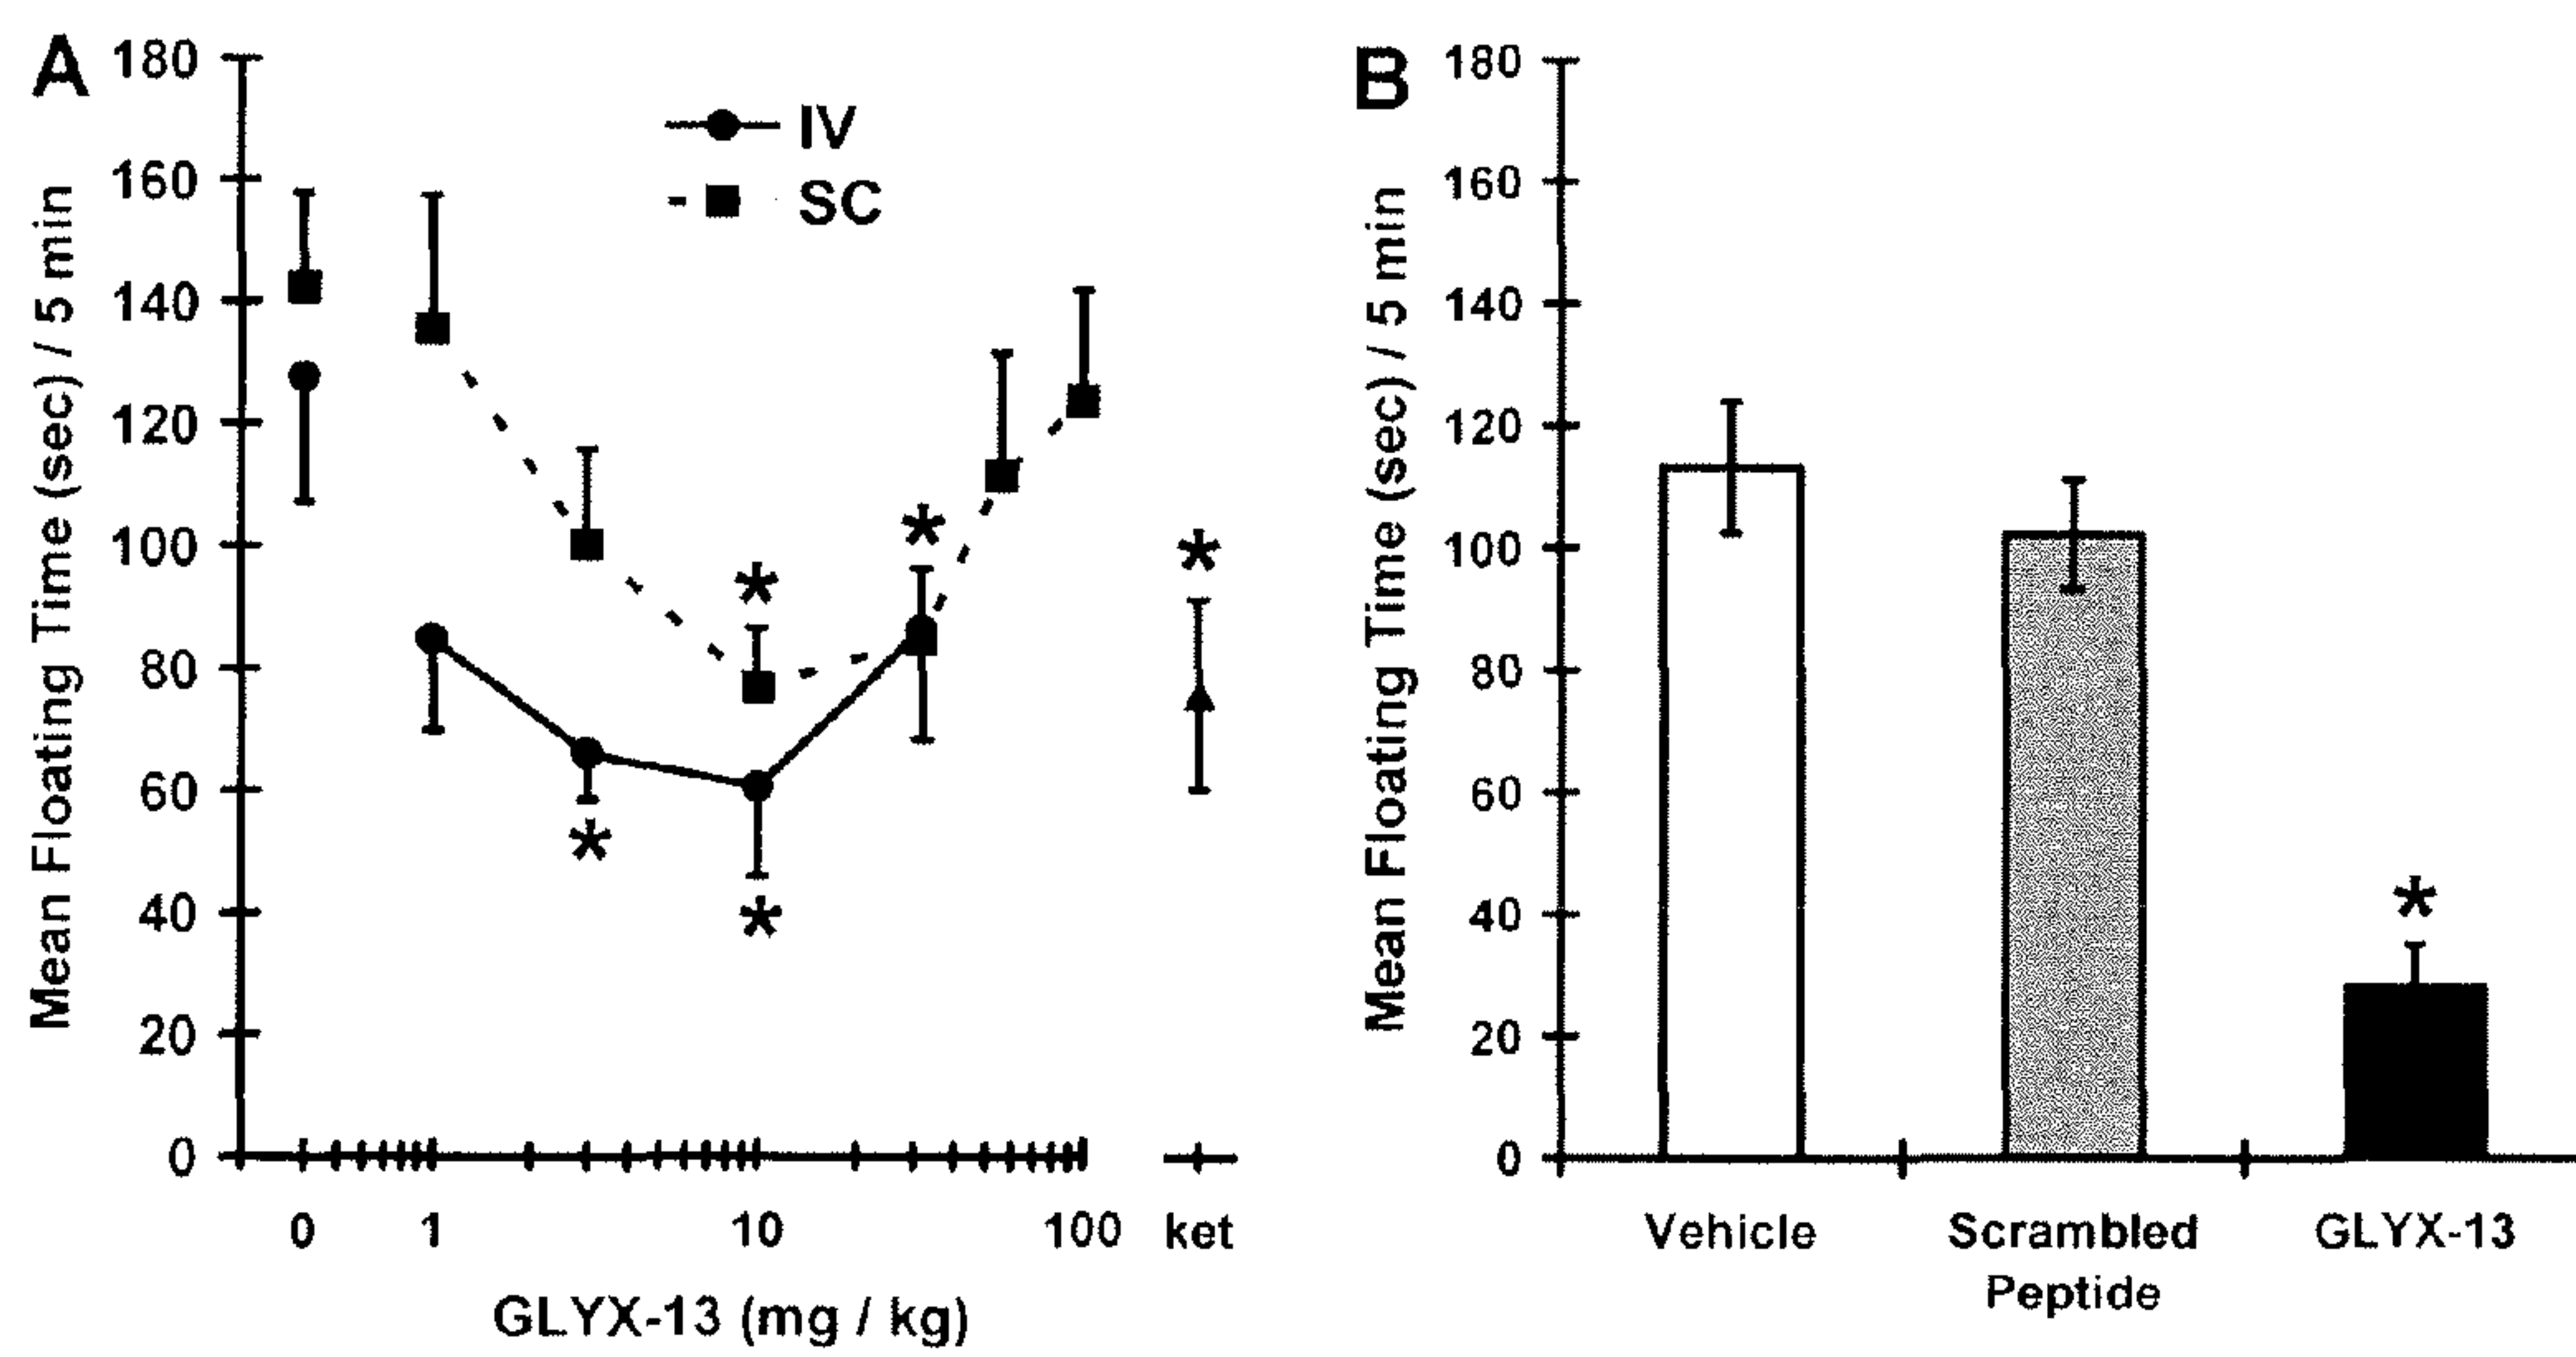 A
180
160
140
120
100
80
60
40
20
0
Mean Floating Time (sec) / 5 min
IV
SC
*
*
*
*
*
0 1 10 100 ket
GLYX-13 (mg / kg)
B
180
160
140
120
100
80
60
40
20
0
Mean Floating Time (sec) / 5 min
*
Vehicle Scrambled GLYX-13
Peptide